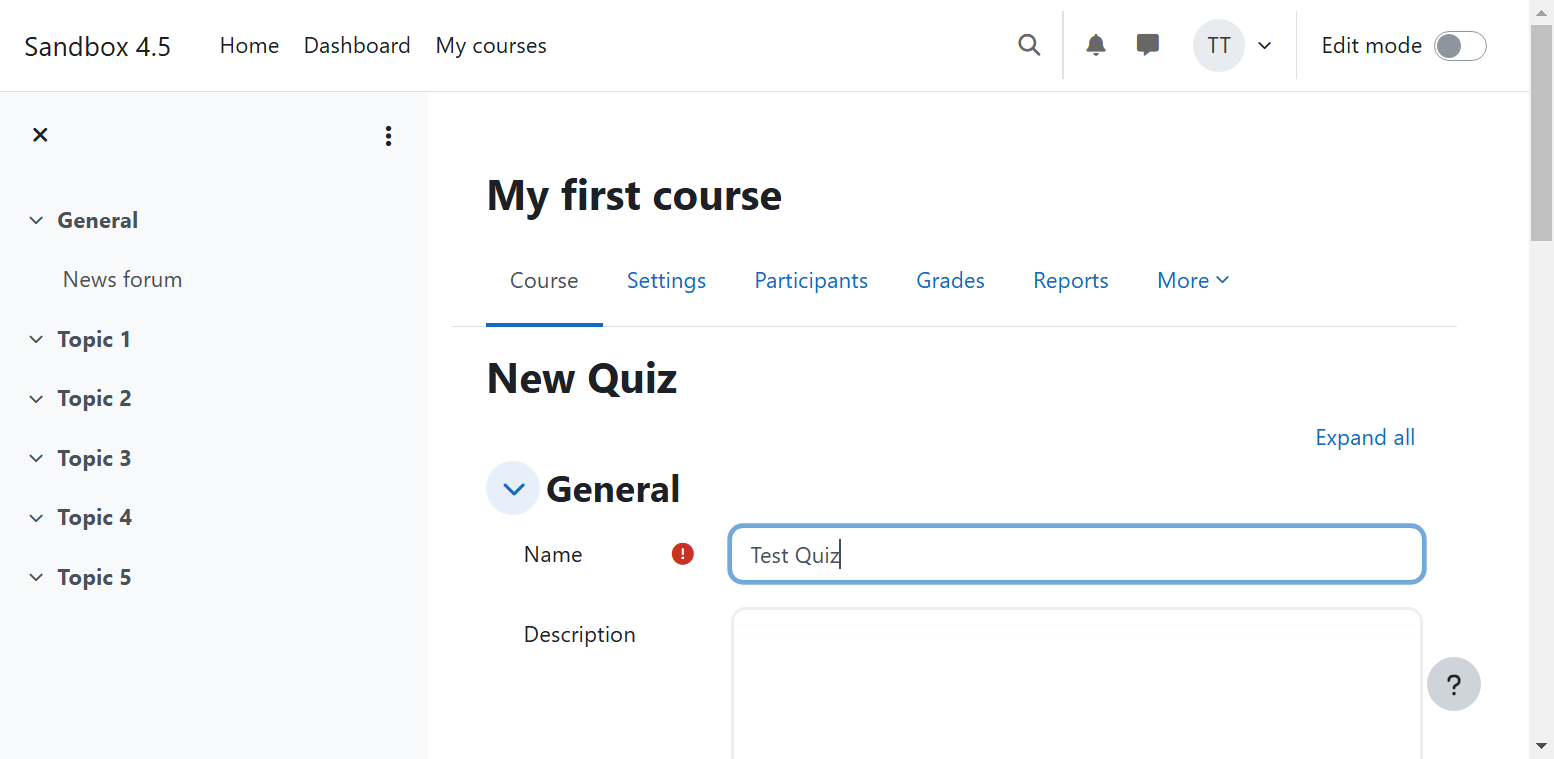 Sandbox 4.5 Home Dashboard My courses TT Edit mode
General
News forum
Topic 1
Topic 2
Topic 3
Topic 4
Topic 5
My first course
Course Settings Participants Grades Reports More
New Quiz
Expand all
General
Name ! Test Quiz
Description
?